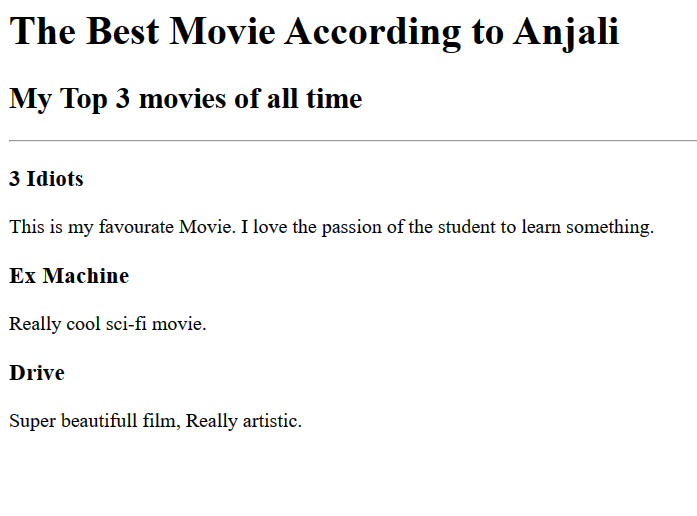 The Best Movie According to Anjali
My Top 3 movies of all time
3 Idiots
This is my favourate Movie. I love the passion of the student to learn something.
Ex Machine
Really cool sci-fi movie.
Drive
Super beautifull film, Really artistic.